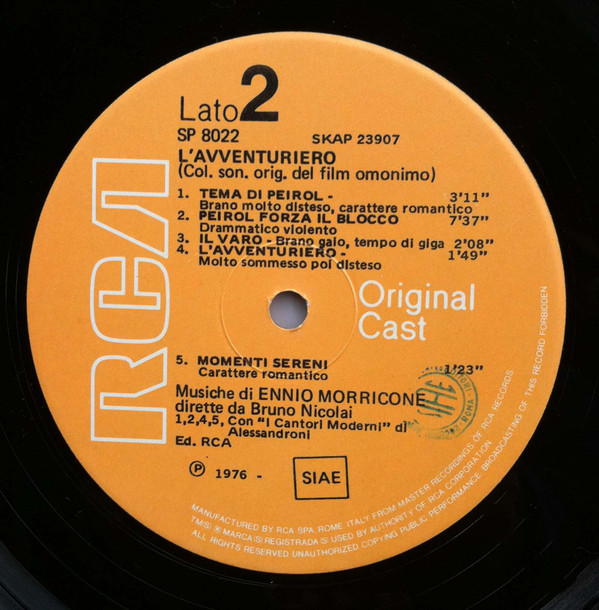 Lato 2
SP 8022 SKAP 23907
L'AVVENTURIERO
(Col. son. orig. del film omonimo)
1. TEMA DI PEIROL - 3'11"
Brano molto disteso, carattere romantico
2. PEIROL FORZA IL BLOCCO 7'37"
Drammatico violento
3. IL VARO - Brano gaio, tempo di giga 2'08"
4. L'AVVENTURIERO - 1'49"
Molto sommesso poi disteso
RCA
Original
Cast
5. MOMENTI SERENI 1'23"
Carattere romantico
Musiche di ENNIO MORRICONE
dirette da Bruno Nicolai
1,2,4,5, Con "I Cantori Moderni" di
Alessandroni
Ed. RCA
℗ 1976 - SIAE
MANUFACTURED BY RCA SPA. ROME ITALY FROM MASTER RECORDINGS OF RCA RECORDS
TM(S) ® MARCA(S) REGISTRADA(S) USED BY AUTHORITY OF RCA CORPORATION
ALL RIGHTS RESERVED UNAUTHORIZED COPYING PUBLIC PERFORMANCE BROADCASTING OF THIS RECORD FORBIDDEN